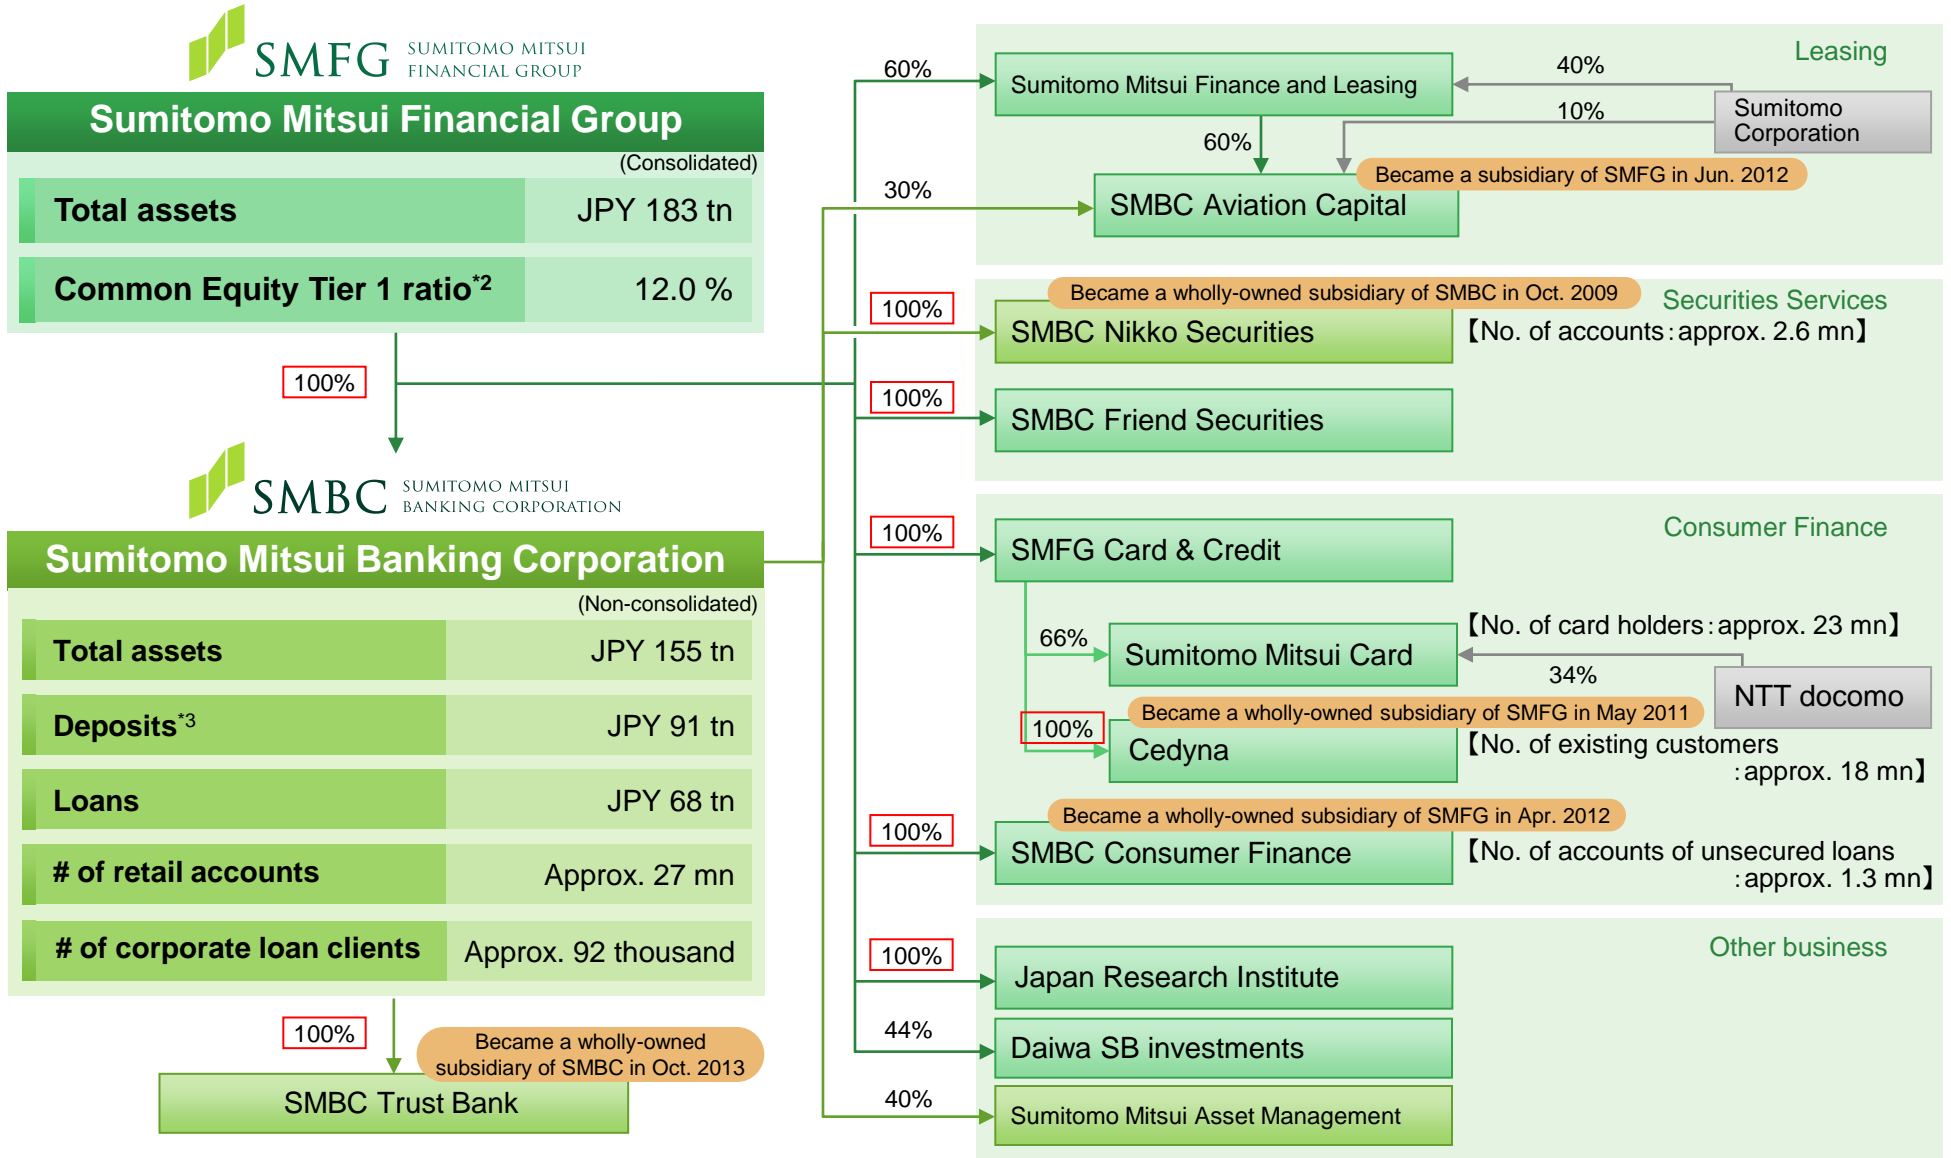 SMFG
SUMITOMO MITSUI
FINANCIAL GROUP
Sumitomo Mitsui Financial Group
(Consolidated)
Total assets JPY 183 tn
Common Equity Tier 1 ratio*2 12.0 %
100%
SMBC
SUMITOMO MITSUI
BANKING CORPORATION
Sumitomo Mitsui Banking Corporation
(Non-consolidated)
Total assets JPY 155 tn
Deposits*3 JPY 91 tn
Loans JPY 68 tn
# of retail accounts Approx. 27 mn
# of corporate loan clients Approx. 92 thousand
100%
Became a wholly-owned
subsidiary of SMBC in Oct. 2013
SMBC Trust Bank
Leasing
60%
Sumitomo Mitsui Finance and Leasing
40%
Sumitomo
Corporation
10%
60%
Became a subsidiary of SMFG in Jun. 2012
30%
SMBC Aviation Capital
Securities Services
Became a wholly-owned subsidiary of SMBC in Oct. 2009
100%
SMBC Nikko Securities
【No. of accounts:approx. 2.6 mn】
100%
SMBC Friend Securities
Consumer Finance
100%
SMFG Card & Credit
【No. of card holders:approx. 23 mn】
66%
Sumitomo Mitsui Card
34%
NTT docomo
Became a wholly-owned subsidiary of SMFG in May 2011
100%
Cedyna
【No. of existing customers
:approx. 18 mn】
Became a wholly-owned subsidiary of SMFG in Apr. 2012
100%
SMBC Consumer Finance
【No. of accounts of unsecured loans
:approx. 1.3 mn】
Other business
100%
Japan Research Institute
44%
Daiwa SB investments
40%
Sumitomo Mitsui Asset Management